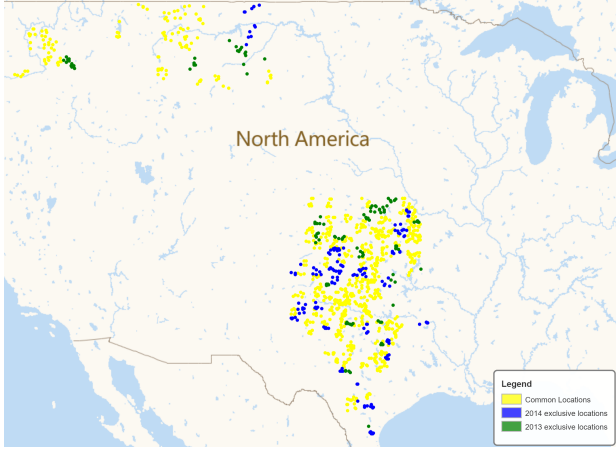 North America
Legend
Common Locations
2014 exclusive locations
2013 exclusive locations